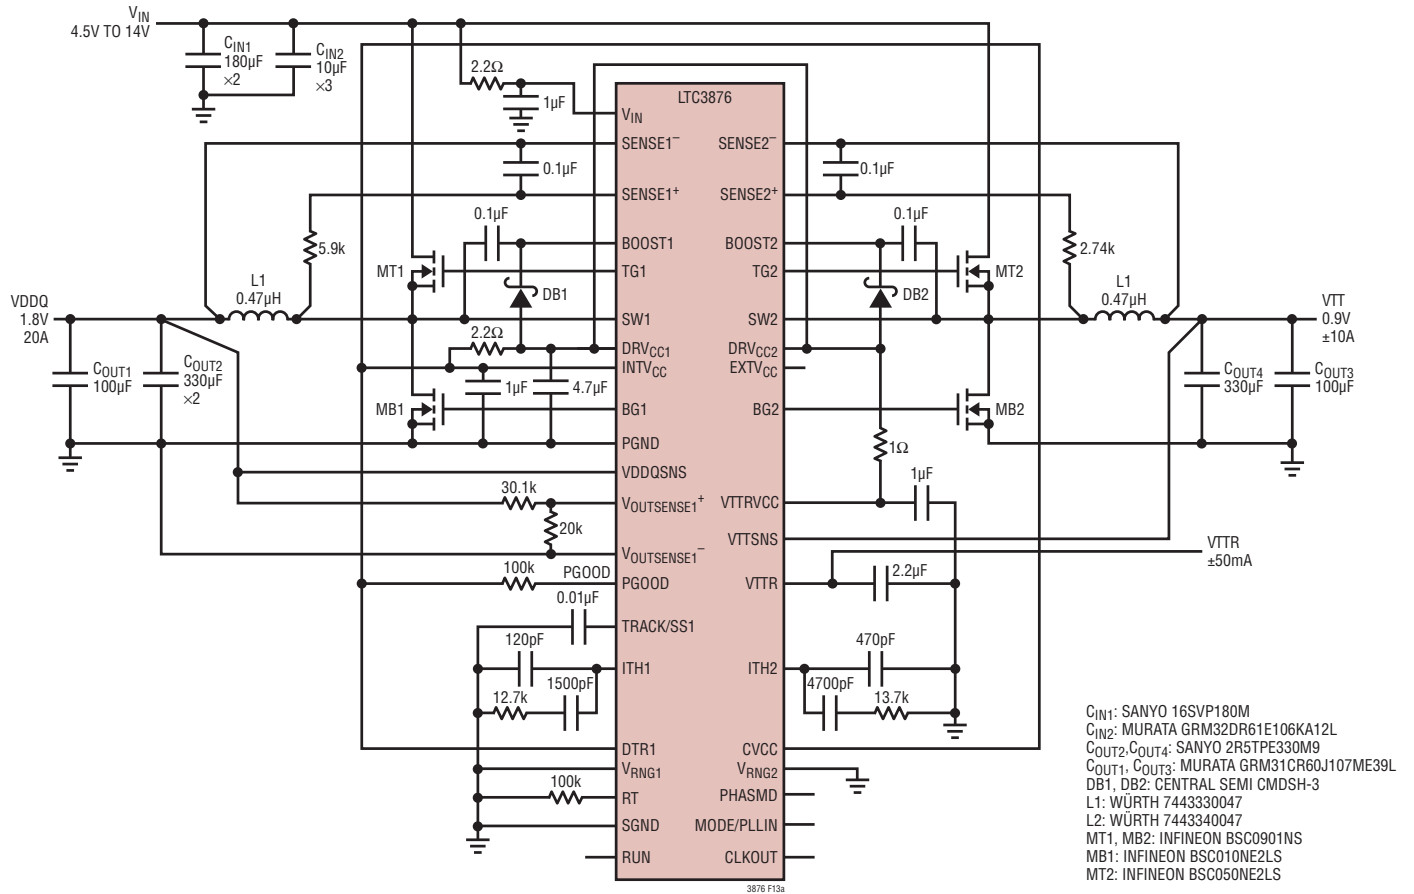 VIN
4.5V TO 14V
CIN1
180µF
×2
CIN2
10µF
×3
2.2Ω
1µF
LTC3876
VIN
SENSE1–
SENSE2–
0.1µF
0.1µF
SENSE1+
SENSE2+
0.1µF
0.1µF
5.9k
2.74k
BOOST1
BOOST2
MT1
TG1
TG2
MT2
L1
0.47µH
DB1
DB2
L1
0.47µH
VDDQ
1.8V
20A
SW1
SW2
VTT
0.9V
±10A
2.2Ω
DRVCC1
DRVCC2
INTVCC
EXTVCC
COUT1
100µF
COUT2
330µF
×2
1µF
4.7µF
COUT4
330µF
COUT3
100µF
MB1
BG1
BG2
MB2
PGND
1Ω
VDDQSNS
1µF
30.1k
VOUTSENSE1+
VTTRVCC
20k
VTTSNS
VOUTSENSE1–
VTTR
±50mA
100k
PGOOD
PGOOD
VTTR
2.2µF
0.01µF
TRACK/SS1
120pF
470pF
ITH1
ITH2
1500pF
4700pF
12.7k
13.7k
DTR1
CVCC
VRNG1
VRNG2
100k
RT
PHASMD
SGND
MODE/PLLIN
RUN
CLKOUT
3876 F13a
CIN1: SANYO 16SVP180M
CIN2: MURATA GRM32DR61E106KA12L
COUT2,COUT4: SANYO 2R5TPE330M9
COUT1, COUT3: MURATA GRM31CR60J107ME39L
DB1, DB2: CENTRAL SEMI CMDSH-3
L1: WÜRTH 7443330047
L2: WÜRTH 7443340047
MT1, MB2: INFINEON BSC0901NS
MB1: INFINEON BSC010NE2LS
MT2: INFINEON BSC050NE2LS